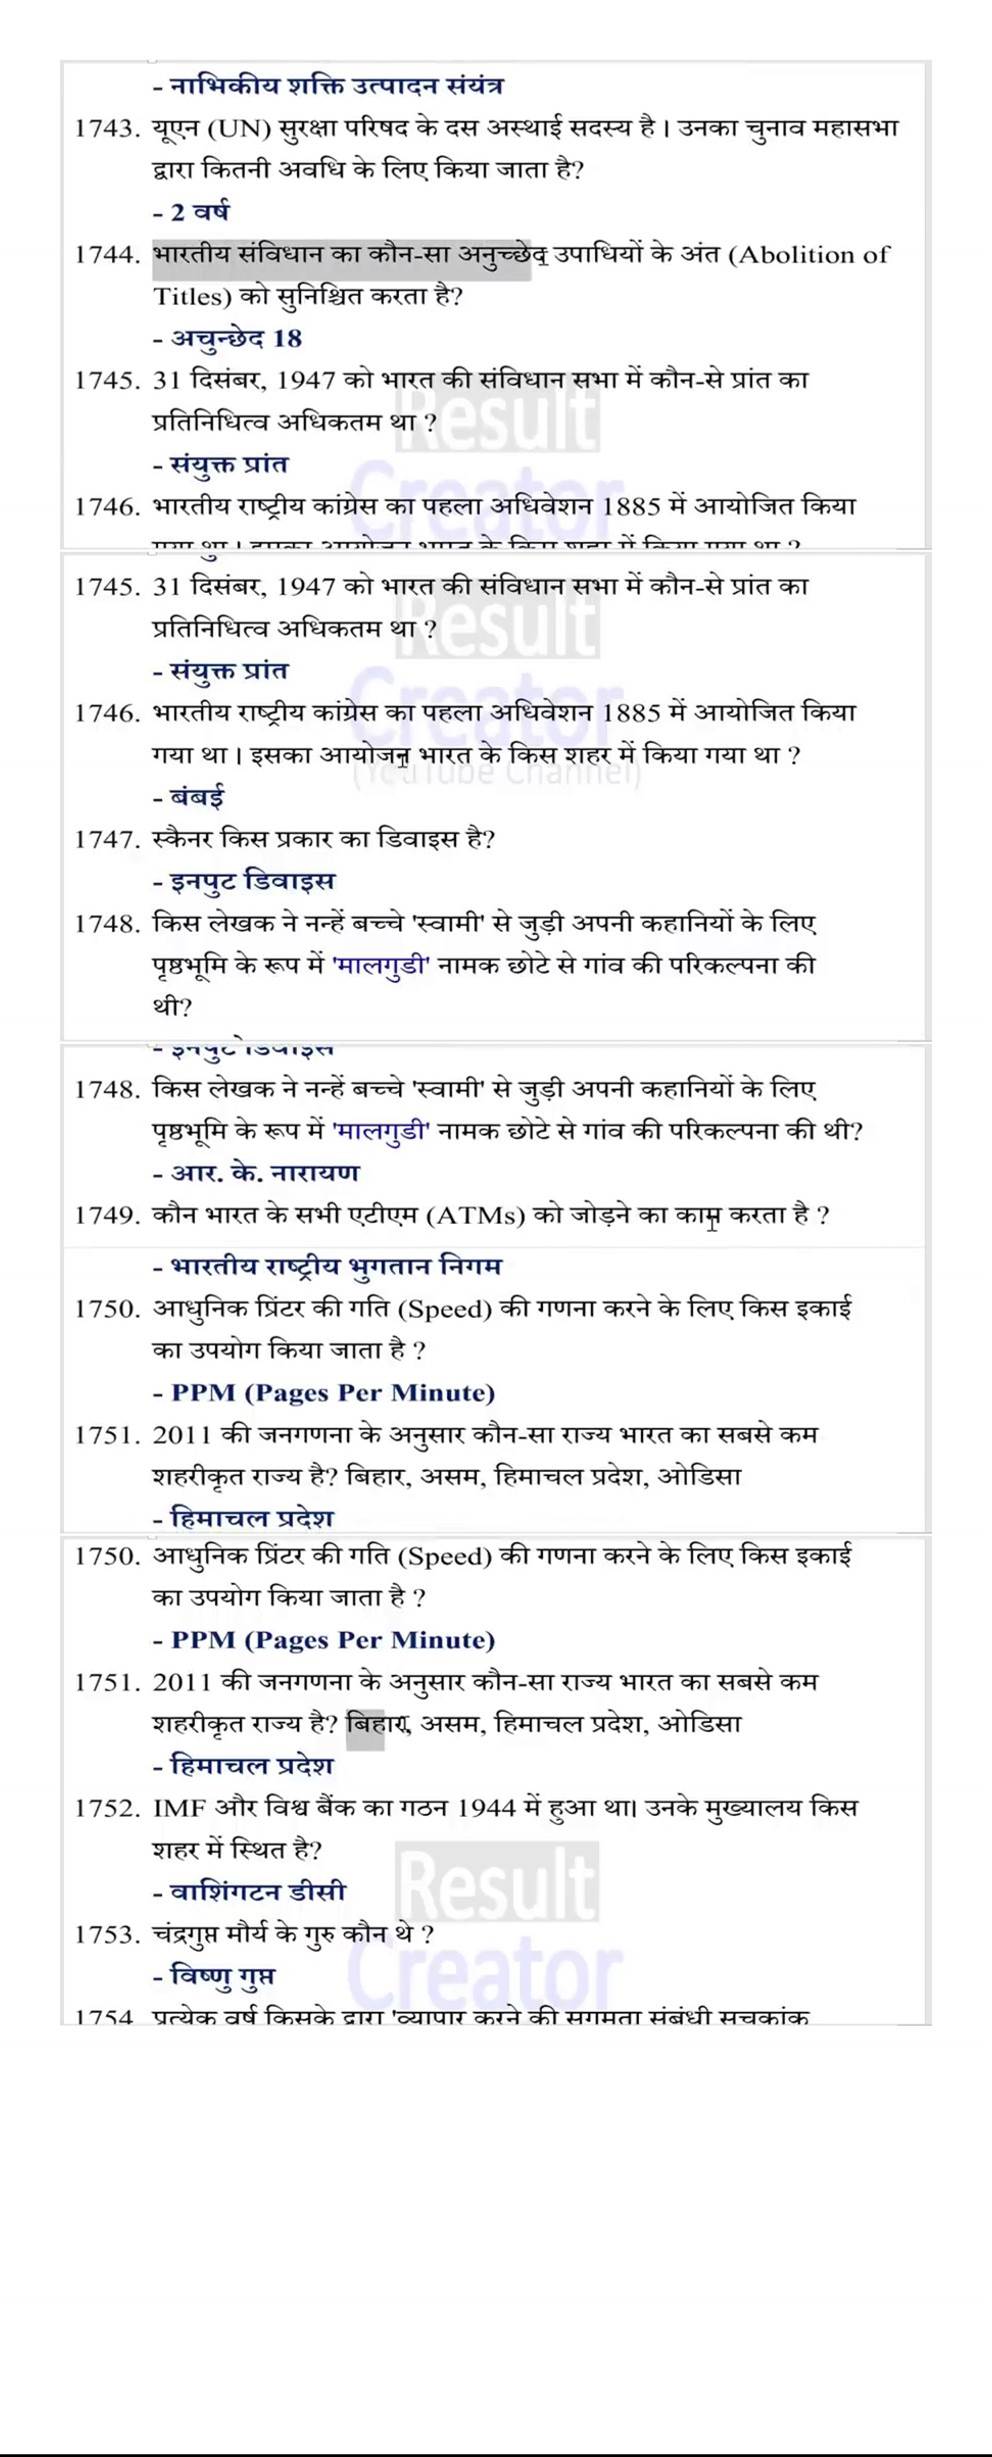 - नाभिकीय शक्ति उत्पादन संयंत्र
1743. यूएन (UN) सुरक्षा परिषद के दस अस्थाई सदस्य है। उनका चुनाव महासभा
द्वारा कितनी अवधि के लिए किया जाता है?
- 2 वर्ष
1744. भारतीय संविधान का कौन-सा अनुच्छेद उपाधियों के अंत (Abolition of
Titles) को सुनिश्चित करता है?
- अचुन्छेद 18
1745. 31 दिसंबर, 1947 को भारत की संविधान सभा में कौन-से प्रांत का
प्रतिनिधित्व अधिकतम था ?
- संयुक्त प्रांत
1746. भारतीय राष्ट्रीय कांग्रेस का पहला अधिवेशन 1885 में आयोजित किया
गया था। इसका आयोजन भारत के किस शहर में किया गया था ?
Result
Creator
1745. 31 दिसंबर, 1947 को भारत की संविधान सभा में कौन-से प्रांत का
प्रतिनिधित्व अधिकतम था ?
- संयुक्त प्रांत
1746. भारतीय राष्ट्रीय कांग्रेस का पहला अधिवेशन 1885 में आयोजित किया
गया था। इसका आयोजन भारत के किस शहर में किया गया था ?
- बंबई
Result
Creator
(YouTube Channel)
1747. स्कैनर किस प्रकार का डिवाइस है?
- इनपुट डिवाइस
1748. किस लेखक ने नन्हें बच्चे 'स्वामी' से जुड़ी अपनी कहानियों के लिए
पृष्ठभूमि के रूप में 'मालगुडी' नामक छोटे से गांव की परिकल्पना की
थी?
- इनपुट डिवाइस
1748. किस लेखक ने नन्हें बच्चे 'स्वामी' से जुड़ी अपनी कहानियों के लिए
पृष्ठभूमि के रूप में 'मालगुडी' नामक छोटे से गांव की परिकल्पना की थी?
- आर. के. नारायण
1749. कौन भारत के सभी एटीएम (ATMs) को जोड़ने का काम करता है ?
- भारतीय राष्ट्रीय भुगतान निगम
1750. आधुनिक प्रिंटर की गति (Speed) की गणना करने के लिए किस इकाई
का उपयोग किया जाता है ?
- PPM (Pages Per Minute)
1751. 2011 की जनगणना के अनुसार कौन-सा राज्य भारत का सबसे कम
शहरीकृत राज्य है? बिहार, असम, हिमाचल प्रदेश, ओडिसा
- हिमाचल प्रदेश
1750. आधुनिक प्रिंटर की गति (Speed) की गणना करने के लिए किस इकाई
का उपयोग किया जाता है ?
- PPM (Pages Per Minute)
1751. 2011 की जनगणना के अनुसार कौन-सा राज्य भारत का सबसे कम
शहरीकृत राज्य है? बिहार, असम, हिमाचल प्रदेश, ओडिसा
- हिमाचल प्रदेश
1752. IMF और विश्व बैंक का गठन 1944 में हुआ था। उनके मुख्यालय किस
शहर में स्थित है?
- वाशिंगटन डीसी
1753. चंद्रगुप्त मौर्य के गुरु कौन थे ?
- विष्णु गुप्त
Result
Creator
1754. प्रत्येक वर्ष किसके द्वारा 'व्यापार करने की सुगमता संबंधी सूचकांक